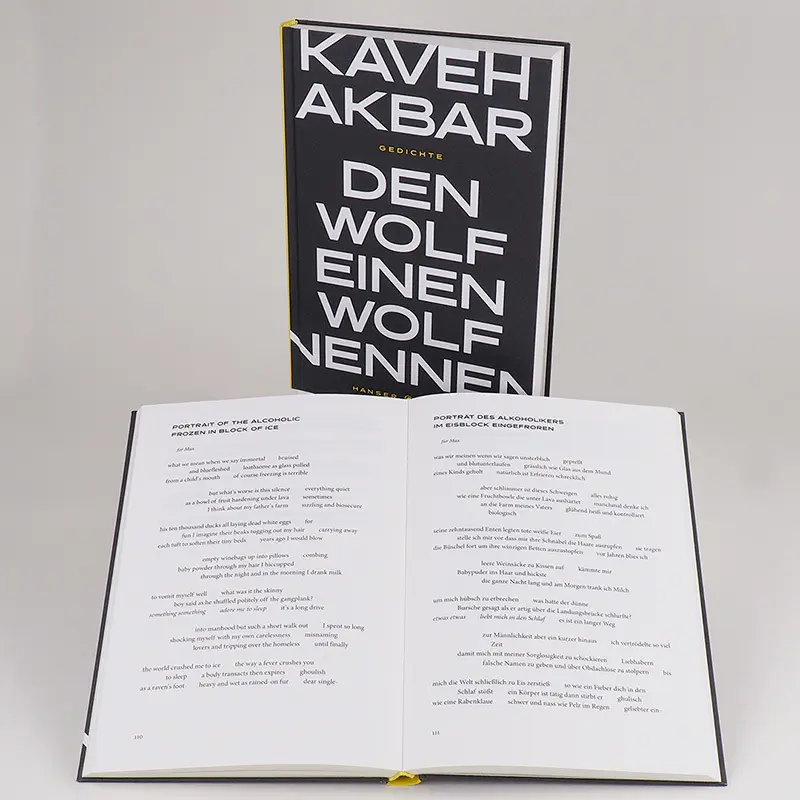 KAVEH
AKBAR
GEDICHTE
DEN
WOLF
EINEN
WOLF
NENNEN
HANSER
PORTRAIT OF THE ALCOHOLIC
FROZEN IN BLOCK OF ICE
for Max
what we mean when we say immortal bruised
and bluefleshed loathsome as glass pulled
from a child's mouth of course freezing is terrible
but what's worse is this silence everything quiet
as a bowl of fruit hardening under lava sometimes
I think about my father's farm sizzling and biosecure
his ten thousand ducks all laying dead white eggs for
fun I imagine their beaks tugging out my hair carrying away
each tuft to soften their tiny beds years ago I would blow
empty winebags up into pillows combing
baby powder through my hair I hiccupped
through the night and in the morning I drank milk
to vomit myself well what was it the skinny
boy said as he shuffled politely off the gangplank?
something something adore me to sleep it's a long drive
into manhood but such a short walk out I spent so long
shocking myself with my own carelessness misnaming
lovers and tripping over the homeless until finally
the world crushed me to ice the way a fever crushes you
to sleep a body transacts then expires ghoulish
as a raven's foot heavy and wet as rained-on fur dear single-
110
PORTRÄT DES ALKOHOLIKERS
IM EISBLOCK EINGEFROREN
für Max
was wir meinen wenn wir sagen unsterblich geprellt
und blutunterlaufen grässlich wie Glas aus dem Mund
eines Kinds geholt natürlich ist Erfrieren schrecklich
aber schlimmer ist dieses Schweigen alles ruhig
wie eine Fruchtbowle die unter Lava aushärtet manchmal denke ich
an die Farm meines Vaters glühend heiß und kontrolliert
biologisch
seine zehntausend Enten legten tote weiße Eier zum Spaß
stelle ich mir vor dass mir ihre Schnäbel die Haare ausrupfen sie tragen
die Büschel fort um ihre winzigen Betten auszustopfen vor Jahren blies ich
leere Weinsäcke zu Kissen auf kämmte mir
Babypuder ins Haar und hickste
die ganze Nacht lang und am Morgen trank ich Milch
um mich hübsch zu erbrechen was hatte der dünne
Bursche gesagt als er artig über die Landungsbrücke schlurfte?
etwas etwas liebt mich in den Schlaf es ist ein langer Weg
zur Männlichkeit aber ein kurzer hinaus ich vertrödelte so viel
Zeit
damit mich mit meiner Sorglosigkeit zu schockieren Liebhabern
falsche Namen zu geben und über Obdachlose zu stolpern bis
mich die Welt schließlich zu Eis zerstieß so wie ein Fieber dich in den
Schlaf stößt ein Körper ist tätig dann stirbt er ghulisch
wie eine Rabenklaue schwer und nass wie Pelz im Regen geliebter ein-
111